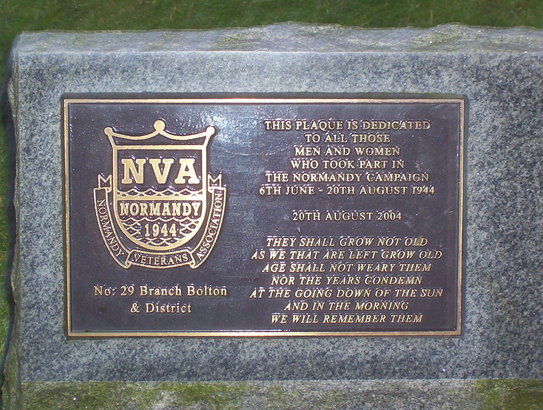 NVA
NORMANDY
1944
NORMANDY VETERANS ASSOCIATION
No: 29 Branch Bolton
& District
THIS PLAQUE IS DEDICATED
TO ALL THOSE
MEN AND WOMEN
WHO TOOK PART IN
THE NORMANDY CAMPAIGN
6TH JUNE - 20TH AUGUST 1944
20TH AUGUST 2004
THEY SHALL GROW NOT OLD
AS WE THAT ARE LEFT GROW OLD
AGE SHALL NOT WEARY THEM
NOR THE YEARS CONDEMN
AT THE GOING DOWN OF THE SUN
AND IN THE MORNING
WE WILL REMEMBER THEM